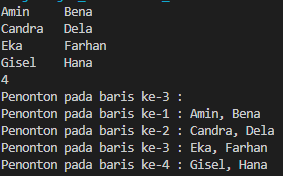 Amin    Bena
Candra  Dela
Eka     Farhan
Gisel   Hana
4
Penonton pada baris ke-3 :
Penonton pada baris ke-1 : Amin, Bena
Penonton pada baris ke-2 : Candra, Dela
Penonton pada baris ke-3 : Eka, Farhan
Penonton pada baris ke-4 : Gisel, Hana